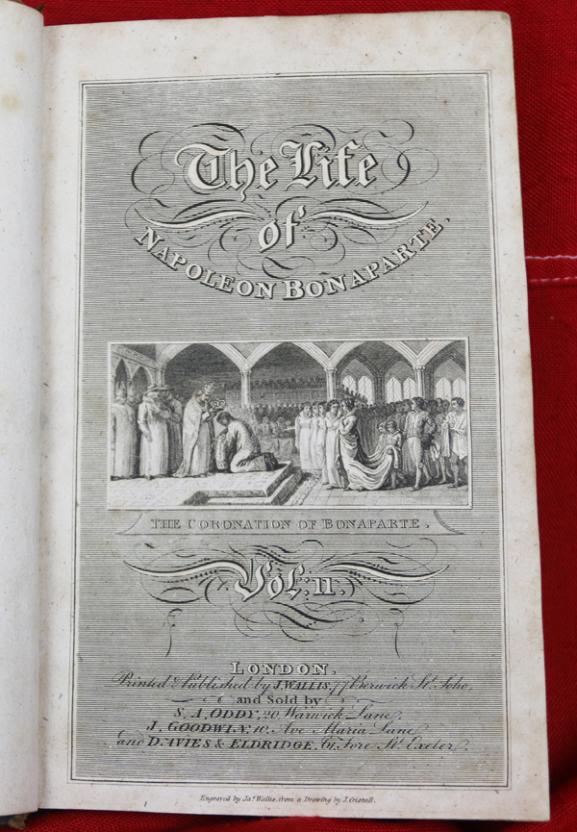 The Life
of
NAPOLEON BONAPARTE.
THE CORONATION OF BONAPARTE.
Vol: II.
LONDON,
Printed & Published by J. WALLIS, 77 Berwick St. Soho,
and Sold by
S. A. ODDY, 20 Warwick Lane,
J. GOODWIN, 10, Ave Maria Lane
and DAVIES & ELDRIDGE, Fore St. Exeter.
Engraved by Jas. Wallis, from a Drawing by J. Cristall.